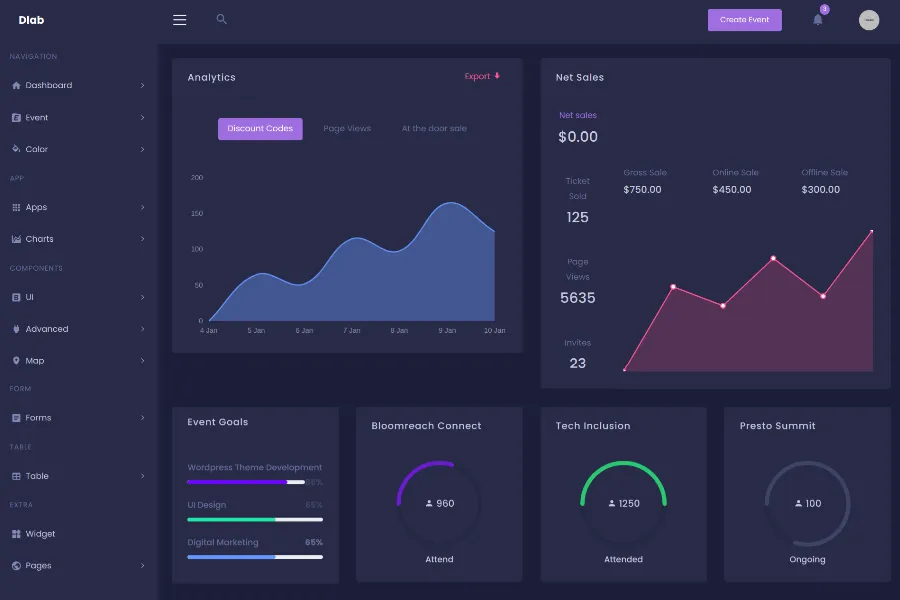 Dlab
Create Event
3
NAVIGATION
Dashboard
Event
Color
APP
Apps
Charts
COMPONENTS
UI
Advanced
Map
FORM
Forms
TABLE
Table
EXTRA
Widget
Pages
Analytics
Export
Discount Codes
Page Views
At the door sale
200
150
100
50
0
4 Jan
5 Jan
6 Jan
7 Jan
8 Jan
9 Jan
10 Jan
Net Sales
Net sales
$0.00
Ticket
Sold
125
Page
Views
5635
Invites
23
Gross Sale
$750.00
Online Sale
$450.00
Offline Sale
$300.00
Event Goals
Wordpress Theme Development
UI Design
65%
Digital Marketing
65%
Bloomreach Connect
960
Attend
Tech Inclusion
1250
Attended
Presto Summit
100
Ongoing